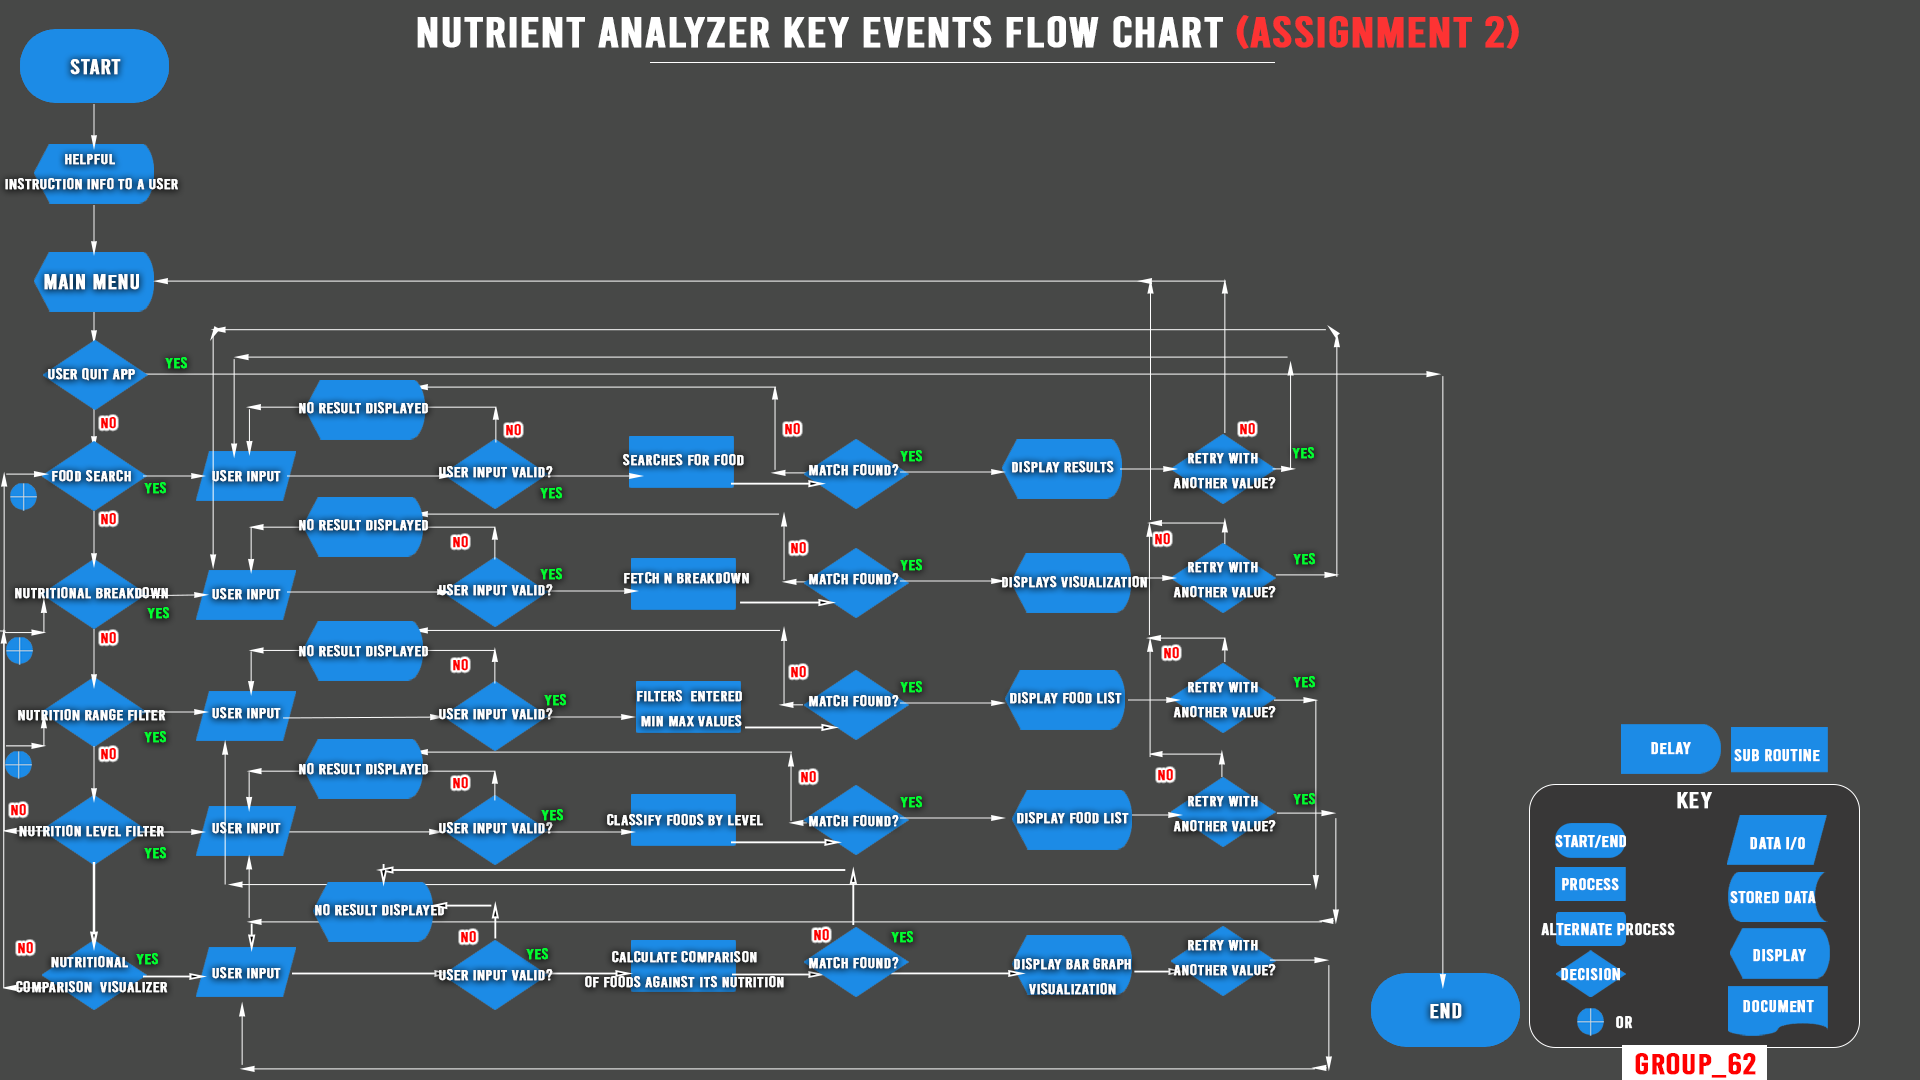 NUTRIENT ANALYZER KEY EVENTS FLOW CHART (ASSIGNMENT 2)
START
HELPFUL
INSTRUCTION INFO TO A USER
MAIN MENU
USER QUIT APP
YES
NO
NO RESULT DISPLAYED
NO
NO
NO
FOOD SEARCH
YES
USER INPUT
USER INPUT VALID?
YES
SEARCHES FOR FOOD
MATCH FOUND?
YES
DISPLAY RESULTS
RETRY WITH
ANOTHER VALUE?
YES
NO
NO RESULT DISPLAYED
NO
NO
NO
NUTRITIONAL BREAKDOWN
YES
USER INPUT
USER INPUT VALID?
YES
FETCH N BREAKDOWN
MATCH FOUND?
YES
DISPLAYS VISUALIZATION
RETRY WITH
ANOTHER VALUE?
YES
NO
NO RESULT DISPLAYED
NO
NO
NO
NUTRITION RANGE FILTER
YES
USER INPUT
USER INPUT VALID?
YES
FILTERS ENTERED
MIN MAX VALUES
MATCH FOUND?
YES
DISPLAY FOOD LIST
RETRY WITH
ANOTHER VALUE?
YES
NO
NO RESULT DISPLAYED
NO
NO
NO
NO
NUTRITION LEVEL FILTER
YES
USER INPUT
USER INPUT VALID?
YES
CLASSIFY FOODS BY LEVEL
MATCH FOUND?
YES
DISPLAY FOOD LIST
RETRY WITH
ANOTHER VALUE?
YES
NO RESULT DISPLAYED
NO
NO
NO
NUTRITIONAL
COMPARISON VISUALIZER
YES
USER INPUT
USER INPUT VALID?
YES
CALCULATE COMPARISON
OF FOODS AGAINST ITS NUTRITION
MATCH FOUND?
YES
DISPLAY BAR GRAPH
VISUALIZATION
RETRY WITH
ANOTHER VALUE?
END
DELAY
SUB ROUTINE
KEY
START/END
DATA I/O
PROCESS
STORED DATA
ALTERNATE PROCESS
DISPLAY
DECISION
DOCUMENT
OR
GROUP_62